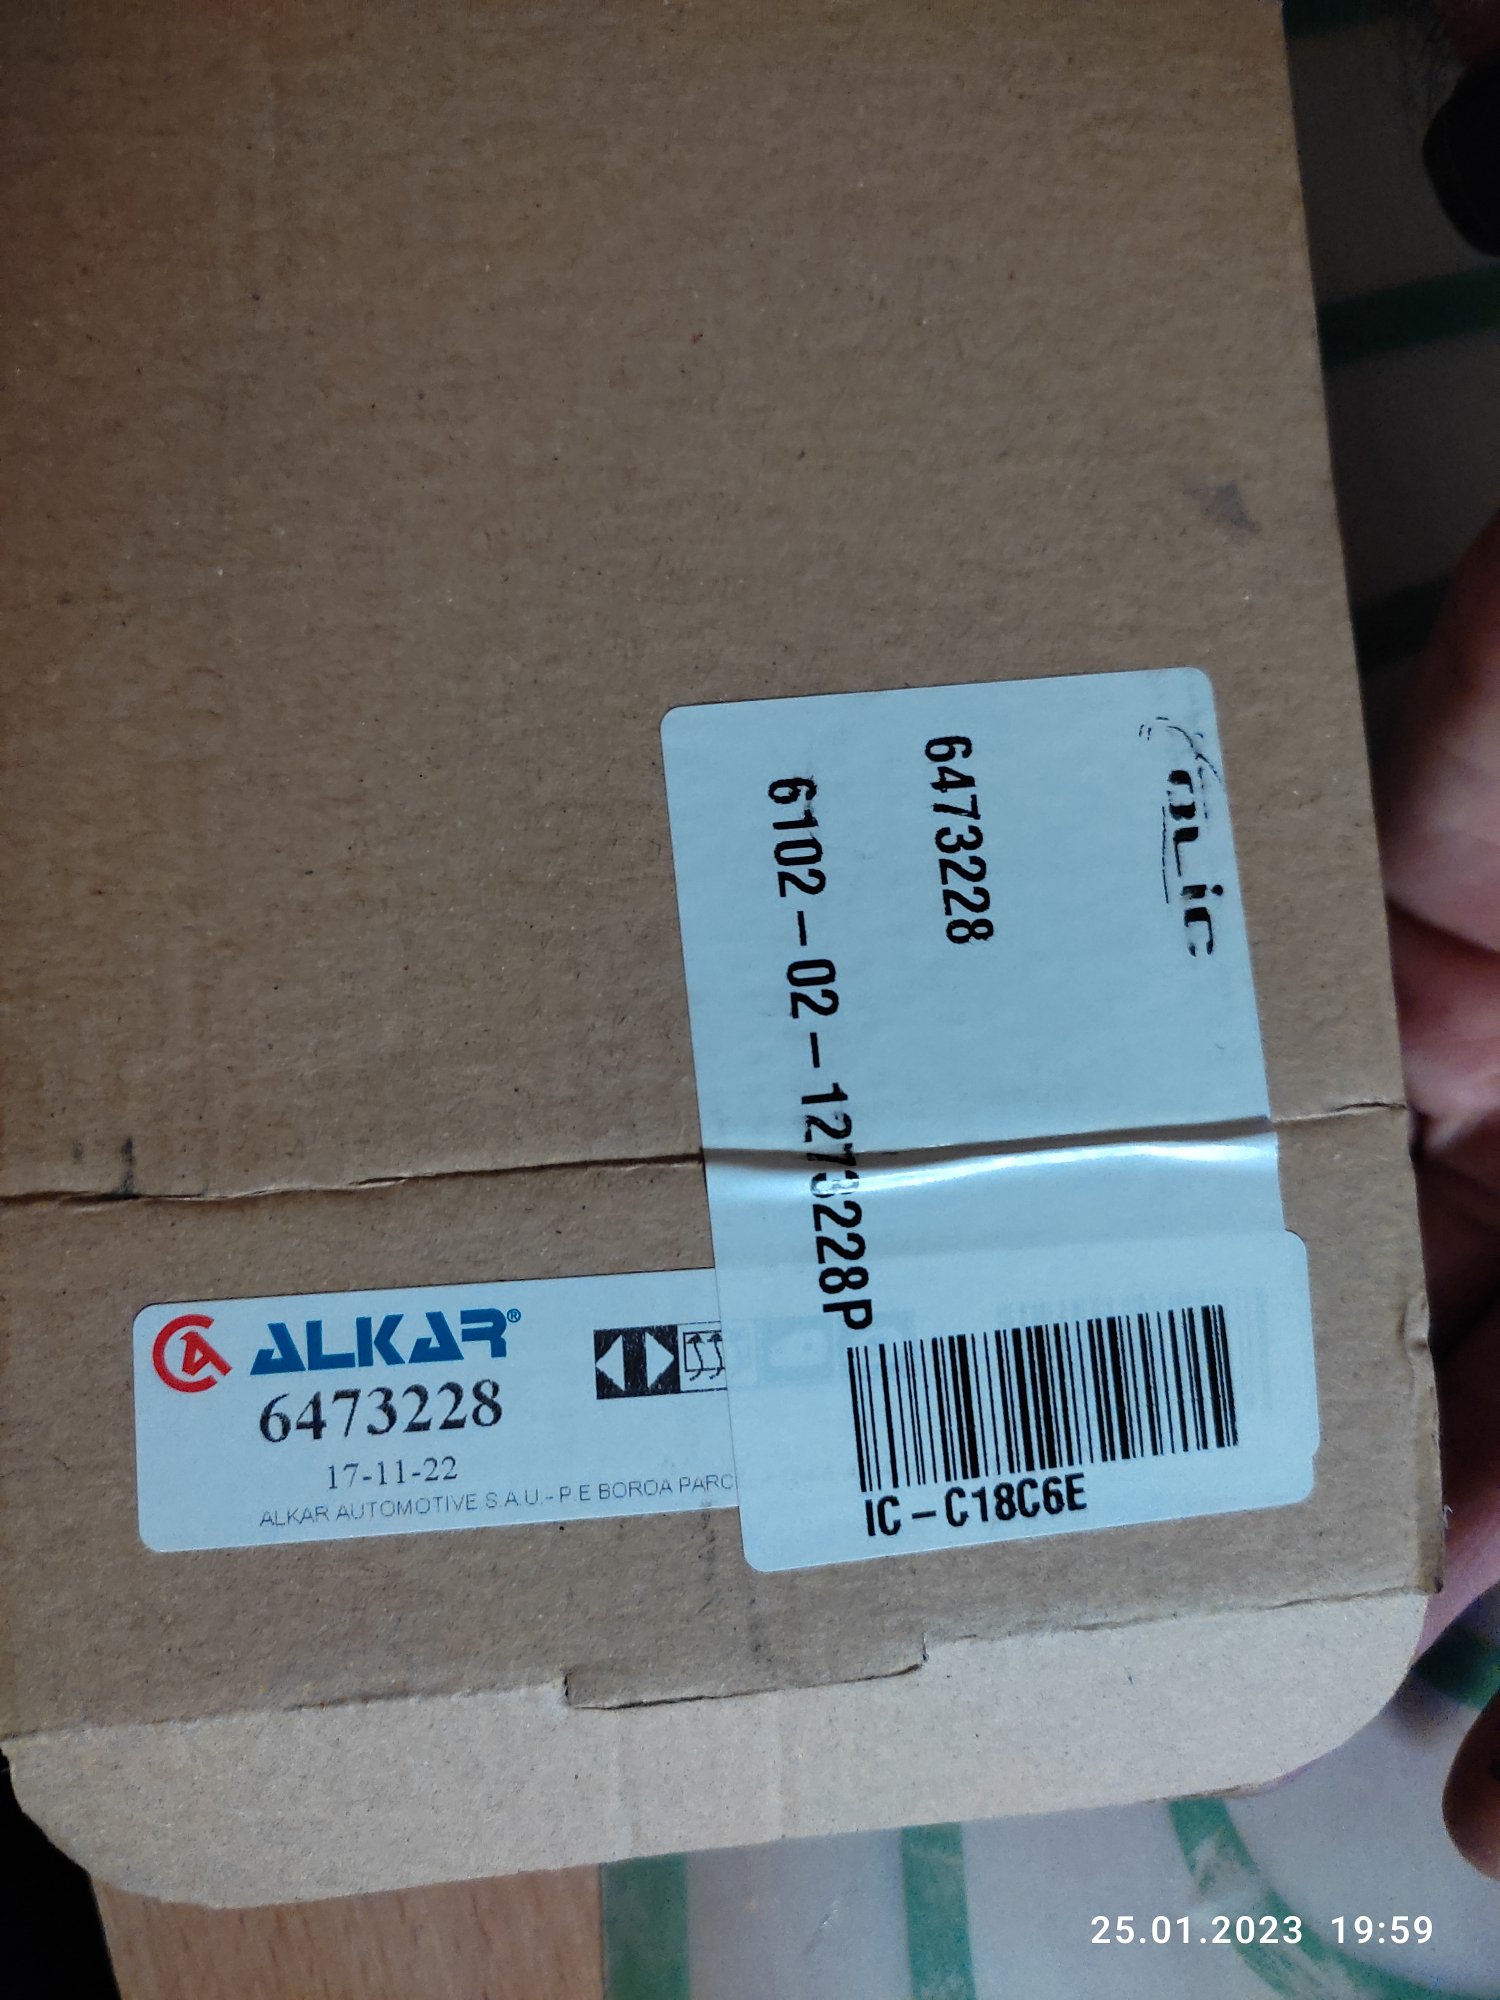 6473228
6102-02-1273228P
IC-C18C6E
ALKAR®
6473228
17-11-22
ALKAR AUTOMOTIVE S.A.U.-P.E BOROA PARC
25.01.2023 19:59